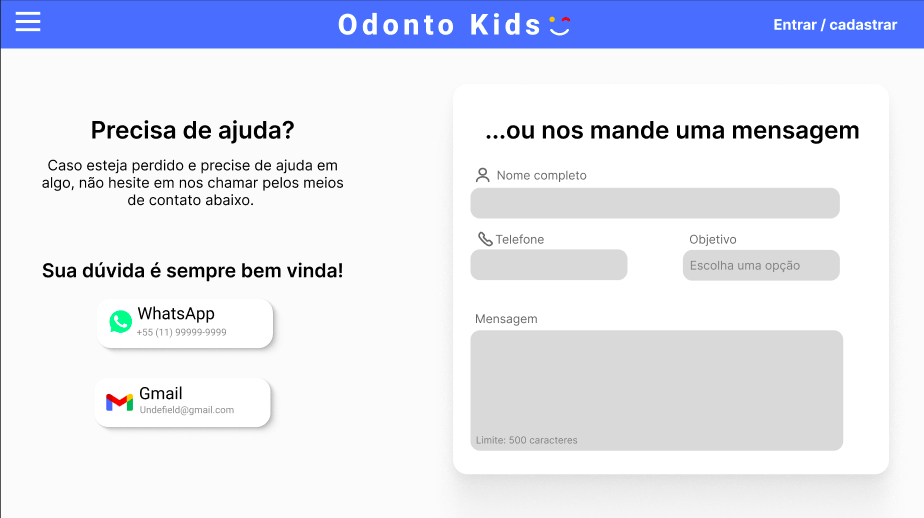 Odonto Kids
Entrar / cadastrar
Precisa de ajuda?
Caso esteja perdido e precise de ajuda em
algo, não hesite em nos chamar pelos meios
de contato abaixo.
Sua dúvida é sempre bem vinda!
WhatsApp
+55 (11) 99999-9999
Gmail
Undefield@gmail.com
...ou nos mande uma mensagem
Nome completo
Telefone
Objetivo
Escolha uma opção
Mensagem
Limite: 500 caracteres